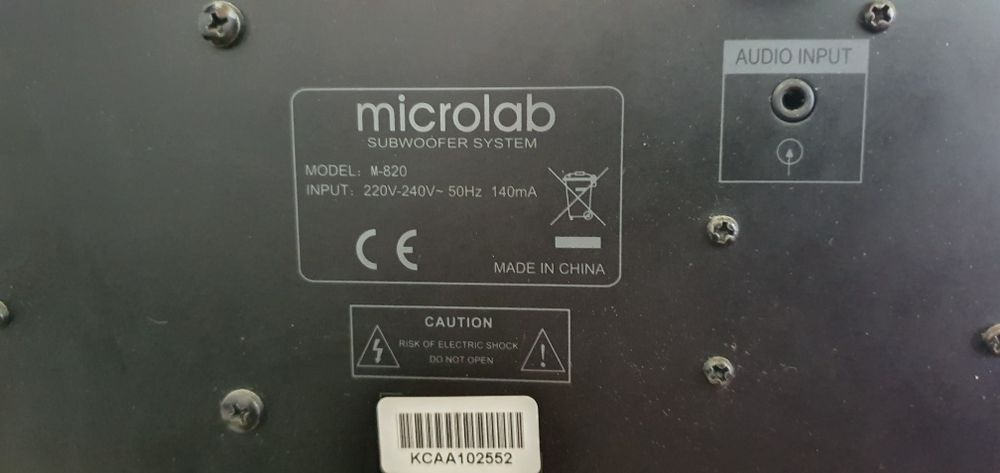 AUDIO INPUT
microlab
SUBWOOFER SYSTEM
MODEL: M-820
INPUT: 220V-240V~ 50Hz 140mA
CE
MADE IN CHINA
CAUTION
RISK OF ELECTRIC SHOCK
DO NOT OPEN
KCAA102552